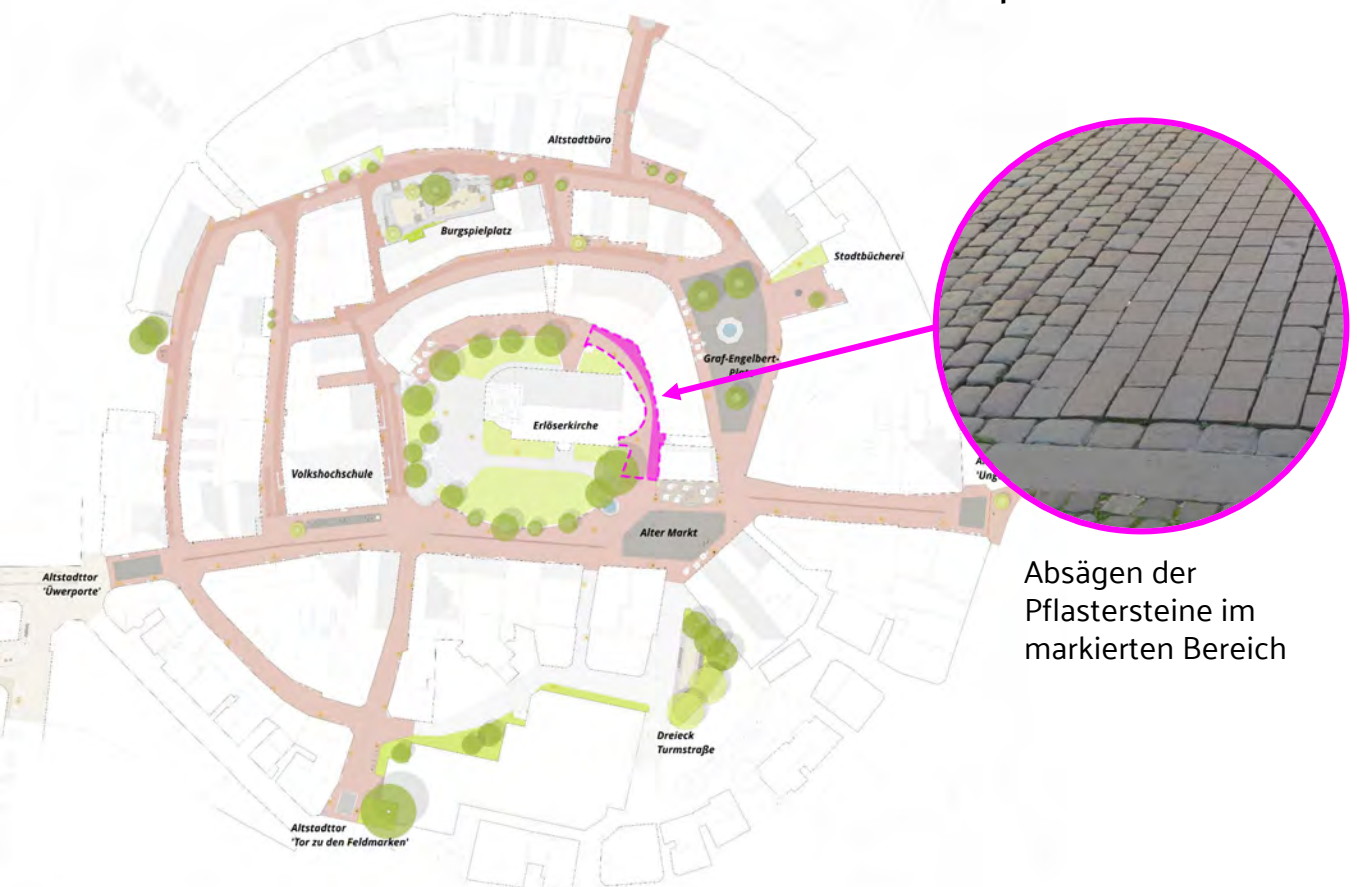 Altstadtbüro
Burgspielplatz
Stadtbücherei
Graf-Engelbert-
Erlöserkirche
Volkshochschule
Alter Markt
Altstadttor
'Üwerporte'
Absägen der
Pflastersteine im
markierten Bereich
Dreieck
Turmstraße
Altstadttor
'Tor zu den Feldmarken'